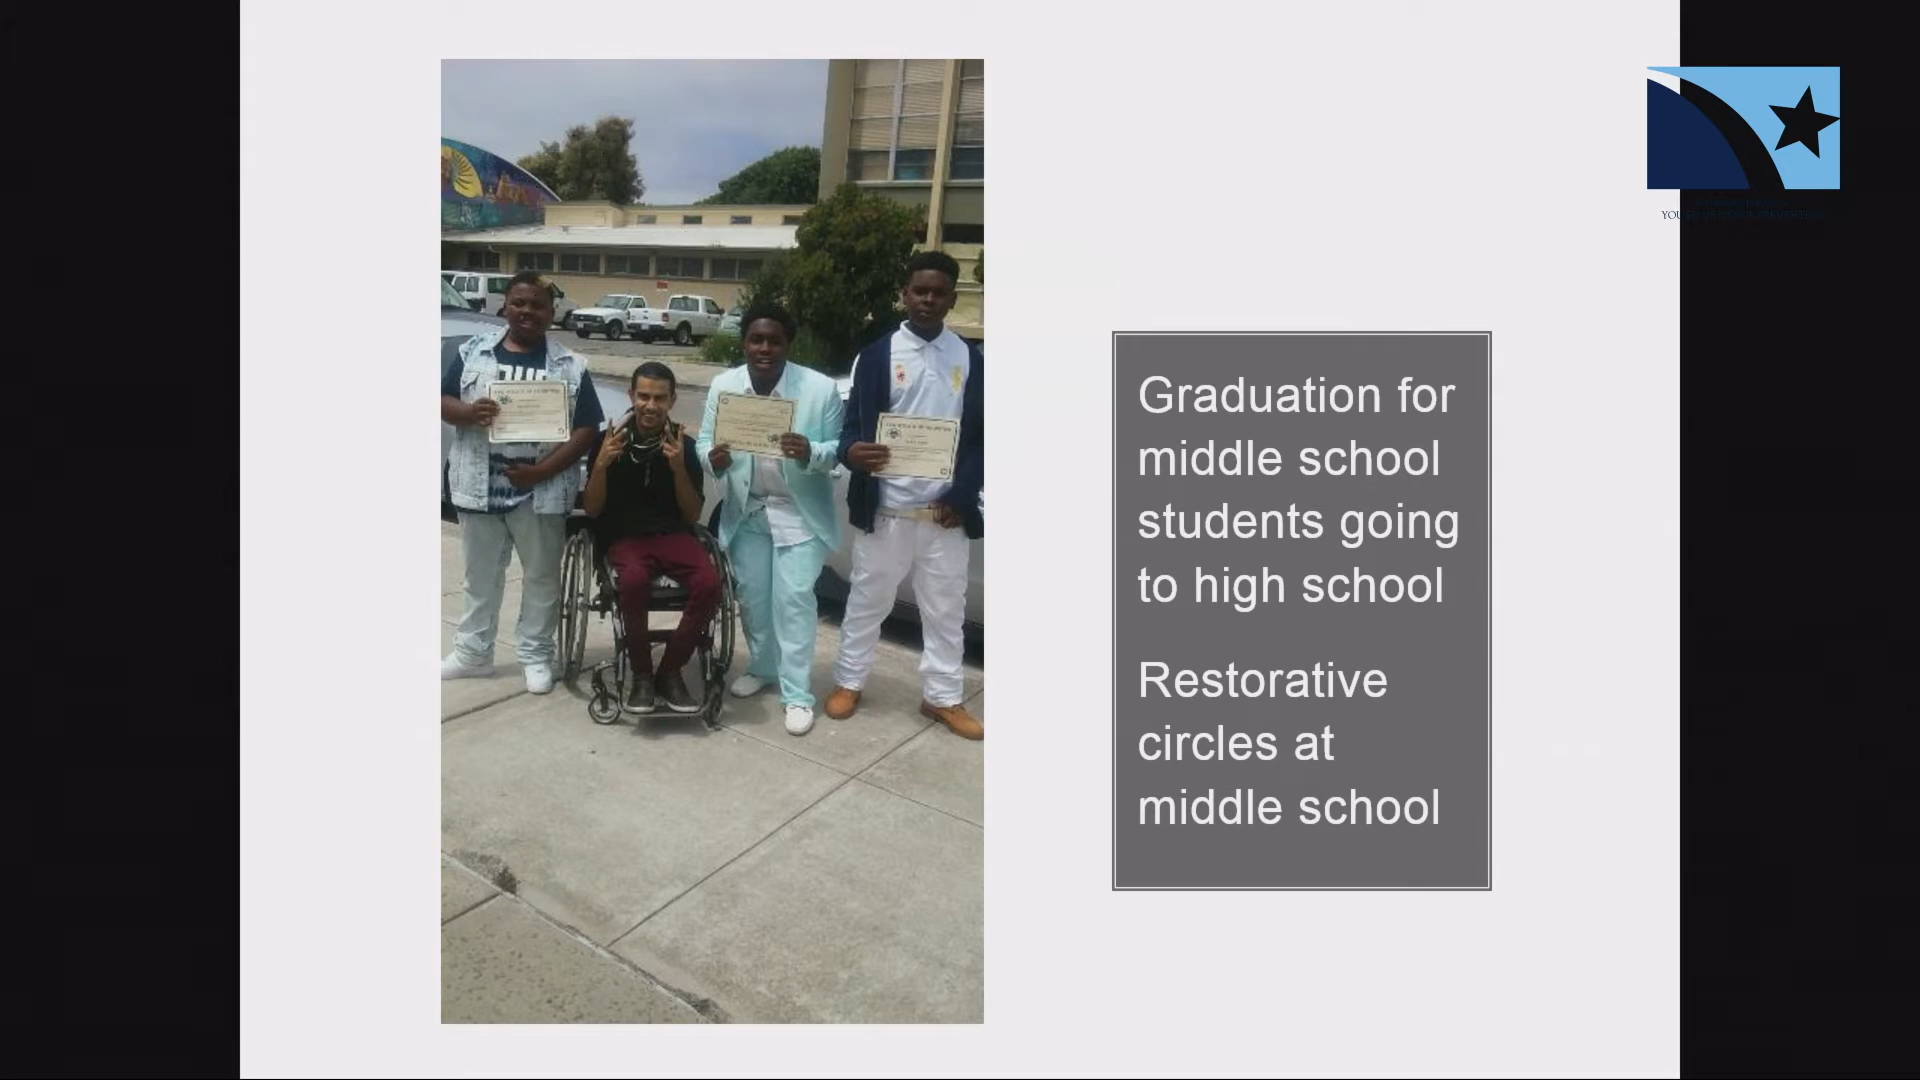 Graduation for
middle school
students going
to high school
Restorative
circles at
middle school